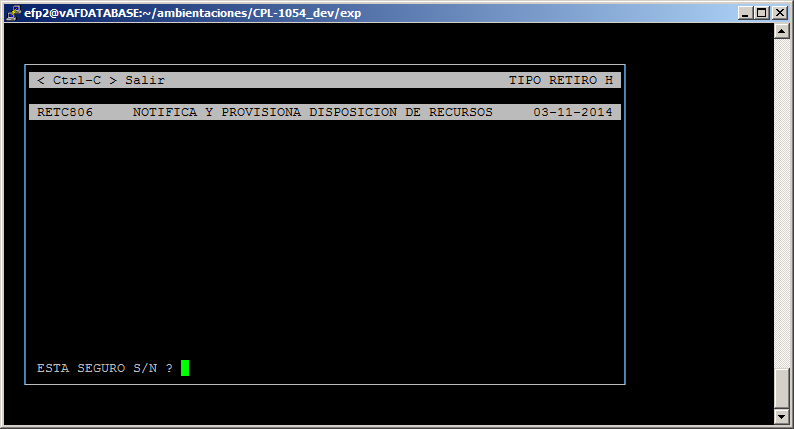 efp2@vAFDATABASE:~/ambientaciones/CPL-1054_dev/exp
< Ctrl-C > Salir TIPO RETIRO H
RETC806 NOTIFICA Y PROVISIONA DISPOSICION DE RECURSOS 03-11-2014
ESTA SEGURO S/N ?